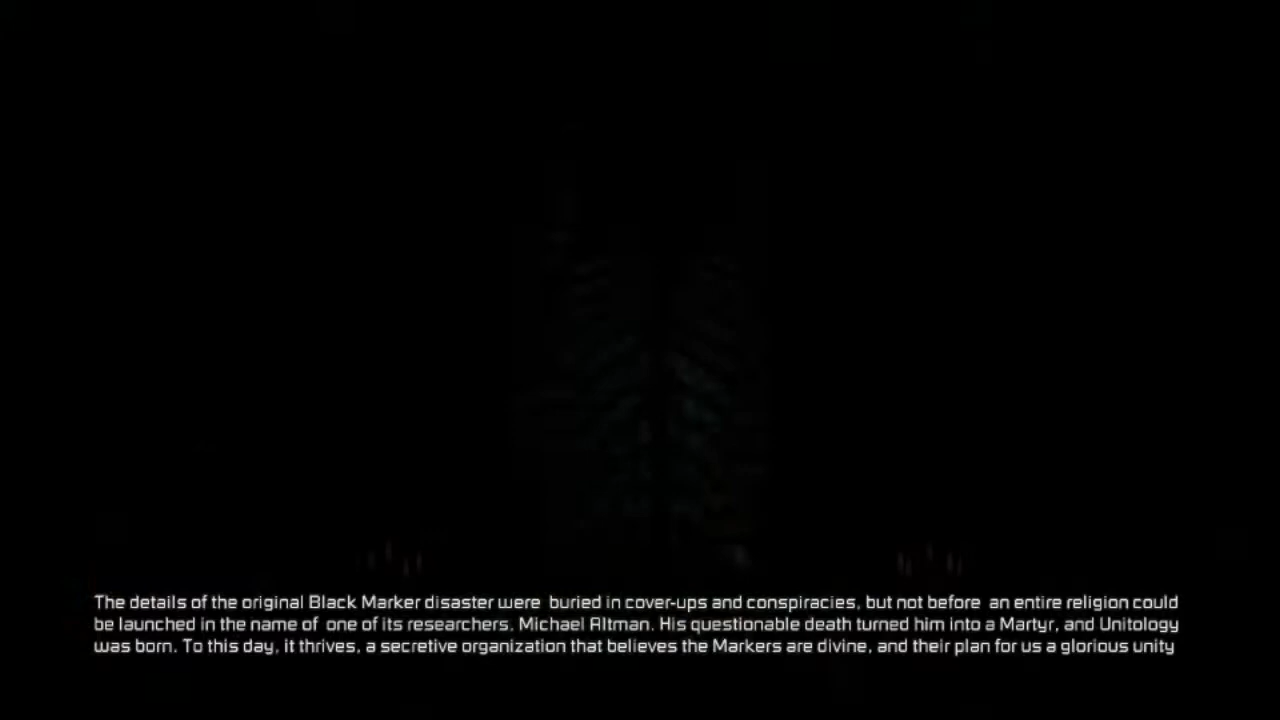 The details of the original Black Marker disaster were buried in cover-ups and conspiracies, but not before an entire religion could
be launched in the name of one of its researchers, Michael Altman. His questionable death turned him into a Martyr, and Unitology
was born. To this day, it thrives, a secretive organization that believes the Markers are divine, and their plan for us a glorious unity